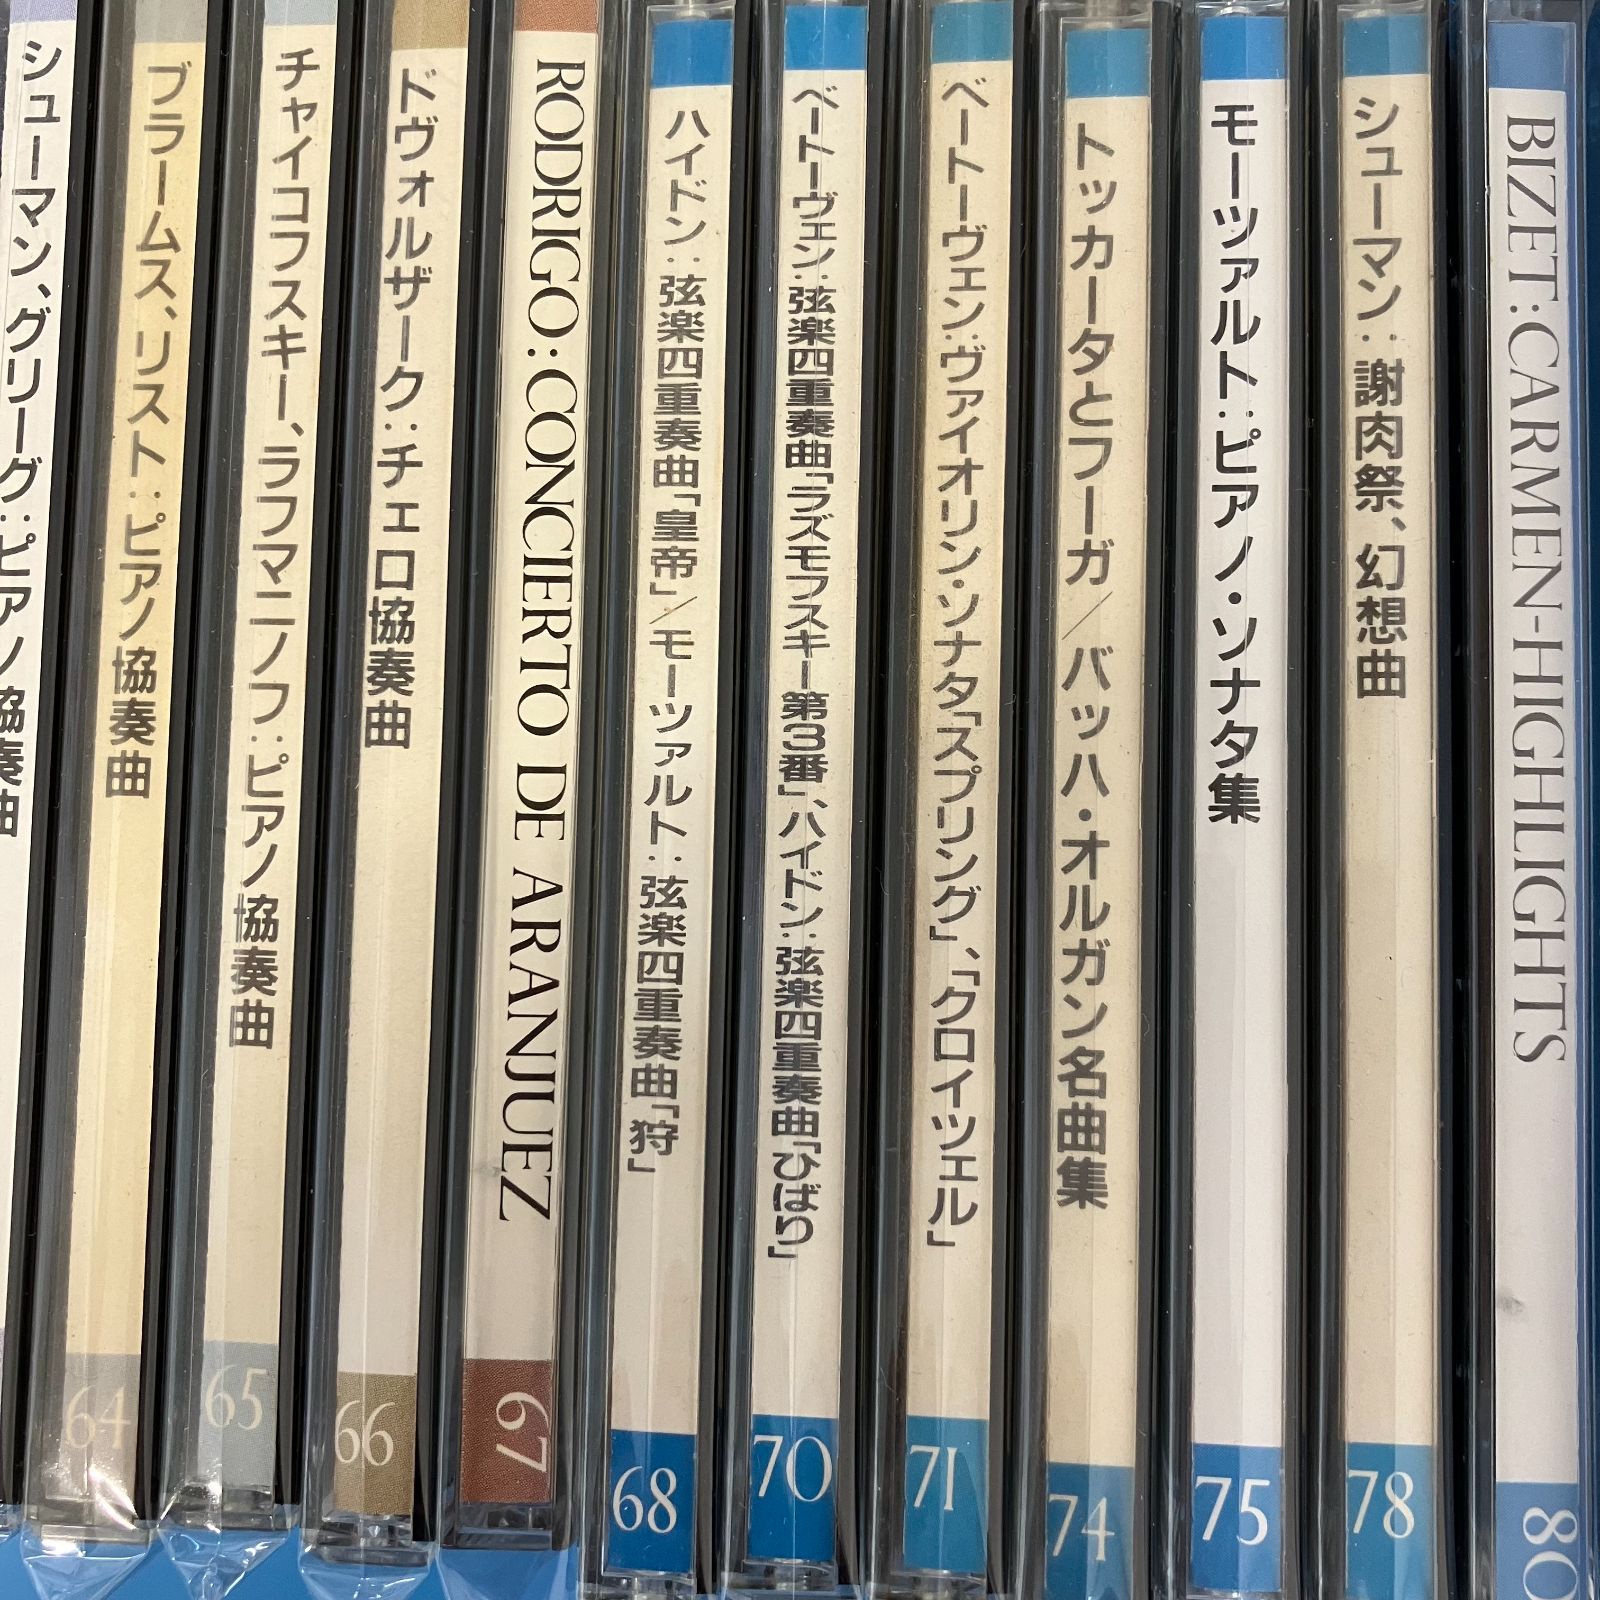 シューマン、グリーグ:ピアノ協奏曲
ブラームス、リスト:ピアノ協奏曲
64
チャイコフスキー、ラフマニノフ:ピアノ協奏曲
65
ドヴォルザーク:チェロ協奏曲
66
RODRIGO:CONCIERTO DE ARANJUEZ
67
ハイドン:弦楽四重奏曲「皇帝」/モーツァルト:弦楽四重奏曲「狩」
68
ベートーヴェン:弦楽四重奏曲「ラズモフスキー第3番」、ハイドン:弦楽四重奏曲「ひばり」
70
ベートーヴェン:ヴァイオリン・ソナタ「スプリング」、「クロイツェル」
71
トッカータとフーガ/バッハ・オルガン名曲集
74
モーツァルト:ピアノ・ソナタ集
75
シューマン:謝肉祭、幻想曲
78
BIZET:CARMEN-HIGHLIGHTS
80